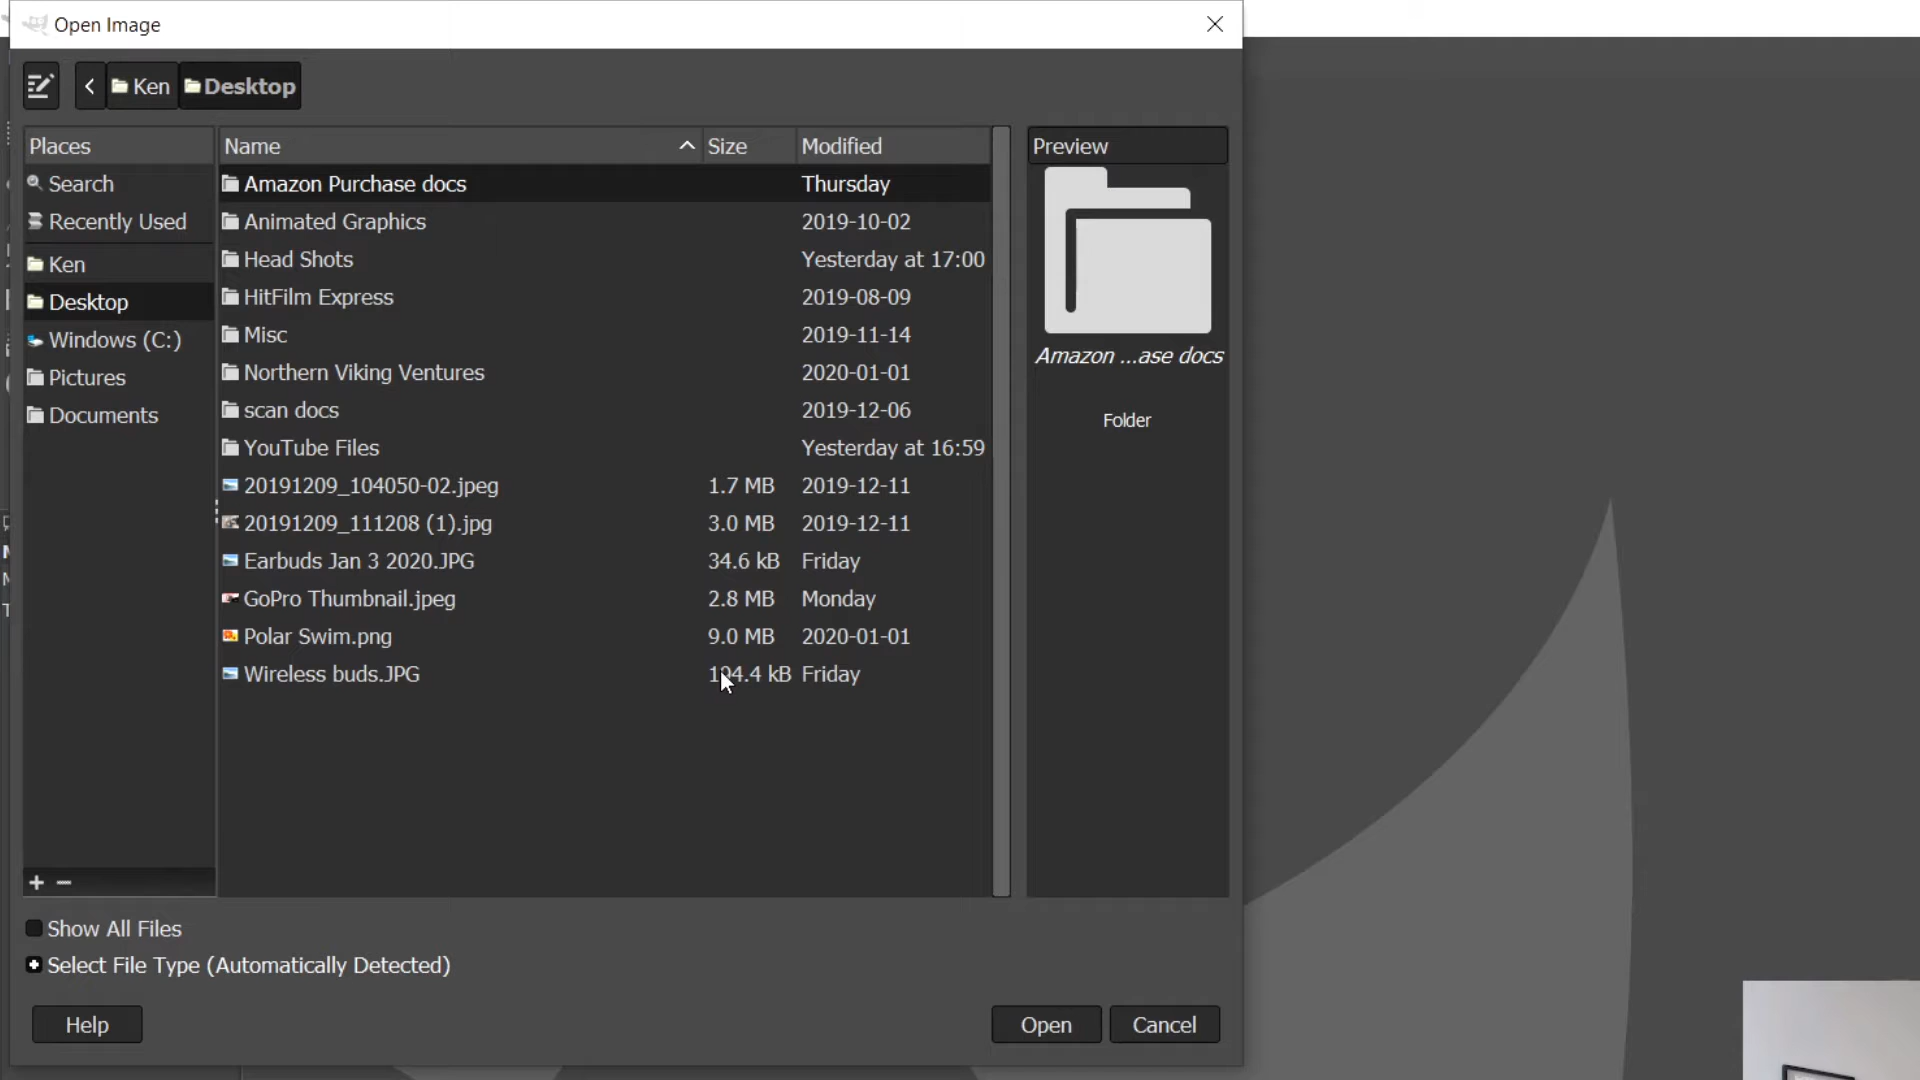 Open Image
Ken Desktop
Places Name Size Modified Preview
Search
Recently Used
Ken
Desktop
Windows (C:)
Pictures
Documents
Amazon Purchase docs Thursday
Animated Graphics 2019-10-02
Head Shots Yesterday at 17:00
HitFilm Express 2019-08-09
Misc 2019-11-14
Northern Viking Ventures 2020-01-01
scan docs 2019-12-06
YouTube Files Yesterday at 16:59
20191209_104050-02.jpeg 1.7 MB 2019-12-11
20191209_111208 (1).jpg 3.0 MB 2019-12-11
Earbuds Jan 3 2020.JPG 34.6 kB Friday
GoPro Thumbnail.jpeg 2.8 MB Monday
Polar Swim.png 9.0 MB 2020-01-01
Wireless buds.JPG kB Friday
Amazon ...ase docs
Folder
Show All Files
Select File Type (Automatically Detected)
Help Open Cancel